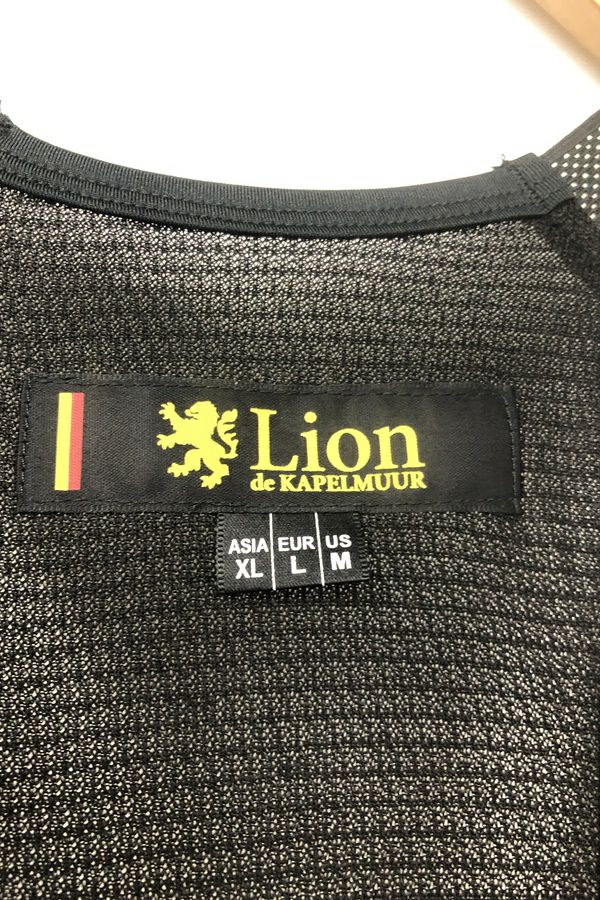 Lion
de KAPELMUUR
ASIA EUR US
XL L M